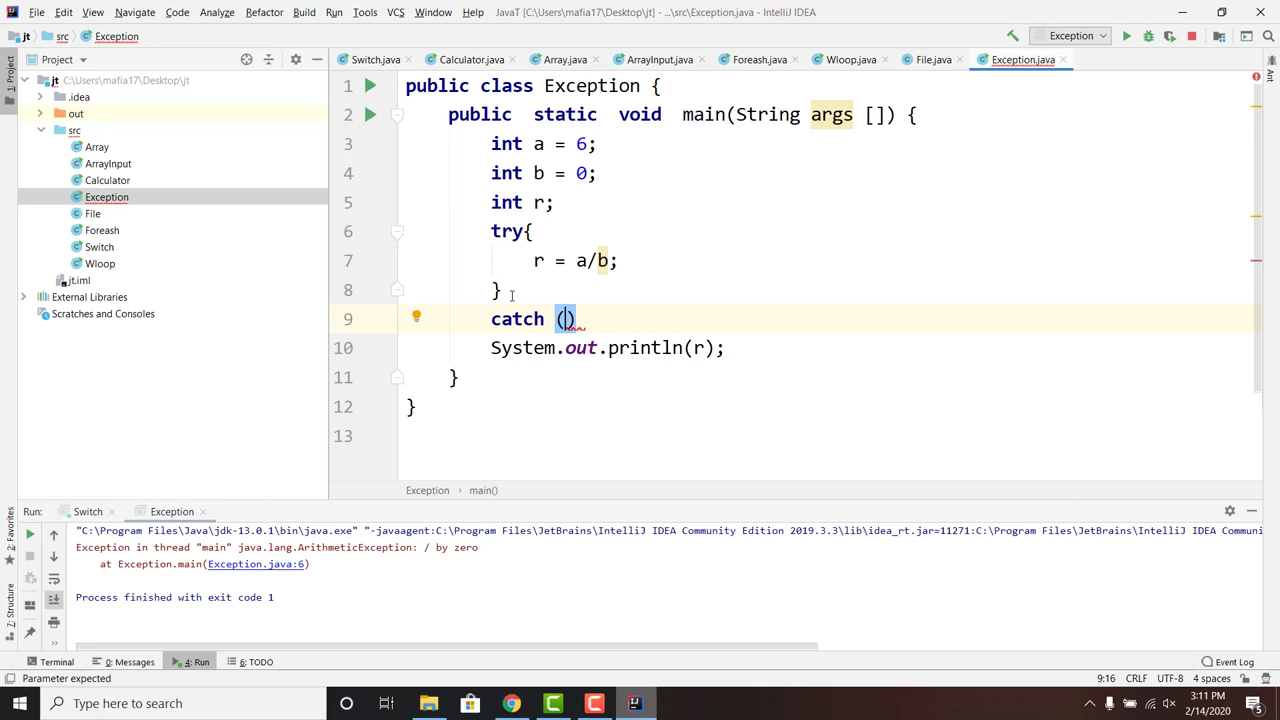 File Edit View Navigate Code Analyze Refactor Build Run Tools VCS Window Help JavaT [C:\Users\mafia17\Desktop\jt] - ...\src\Exception.java - IntelliJ IDEA
jt src Exception Exception
Project Switch.java Calculator.java Array.java ArrayInput.java Foreash.java Wloop.java File.java Exception.java
1: Project
Ant
jt C:\Users\mafia17\Desktop\jt
.idea
out
src
Array
ArrayInput
Calculator
Exception
File
Foreash
Switch
Wloop
jt.iml
External Libraries
Scratches and Consoles
1 public class Exception {
2 public static void main(String args []) {
3 int a = 6;
4 int b = 0;
5 int r;
6 try{
7 r = a/b;
8 }
9 catch ()
10 System.out.println(r);
11 }
12 }
13
Exception main()
Run: Switch Exception
"C:\Program Files\Java\jdk-13.0.1\bin\java.exe" "-javaagent:C:\Program Files\JetBrains\IntelliJ IDEA Community Edition 2019.3.3\lib\idea_rt.jar=11271:C:\Program Files\JetBrains\IntelliJ IDEA Communi
Exception in thread "main" java.lang.ArithmeticException: / by zero
at Exception.main(Exception.java:6)
Process finished with exit code 1
2: Favorites
Z: Structure
Terminal 0: Messages 4: Run 6: TODO Event Log
Parameter expected 9:16 CRLF UTF-8 4 spaces
Type here to search 3:11 PM
2/14/2020
5